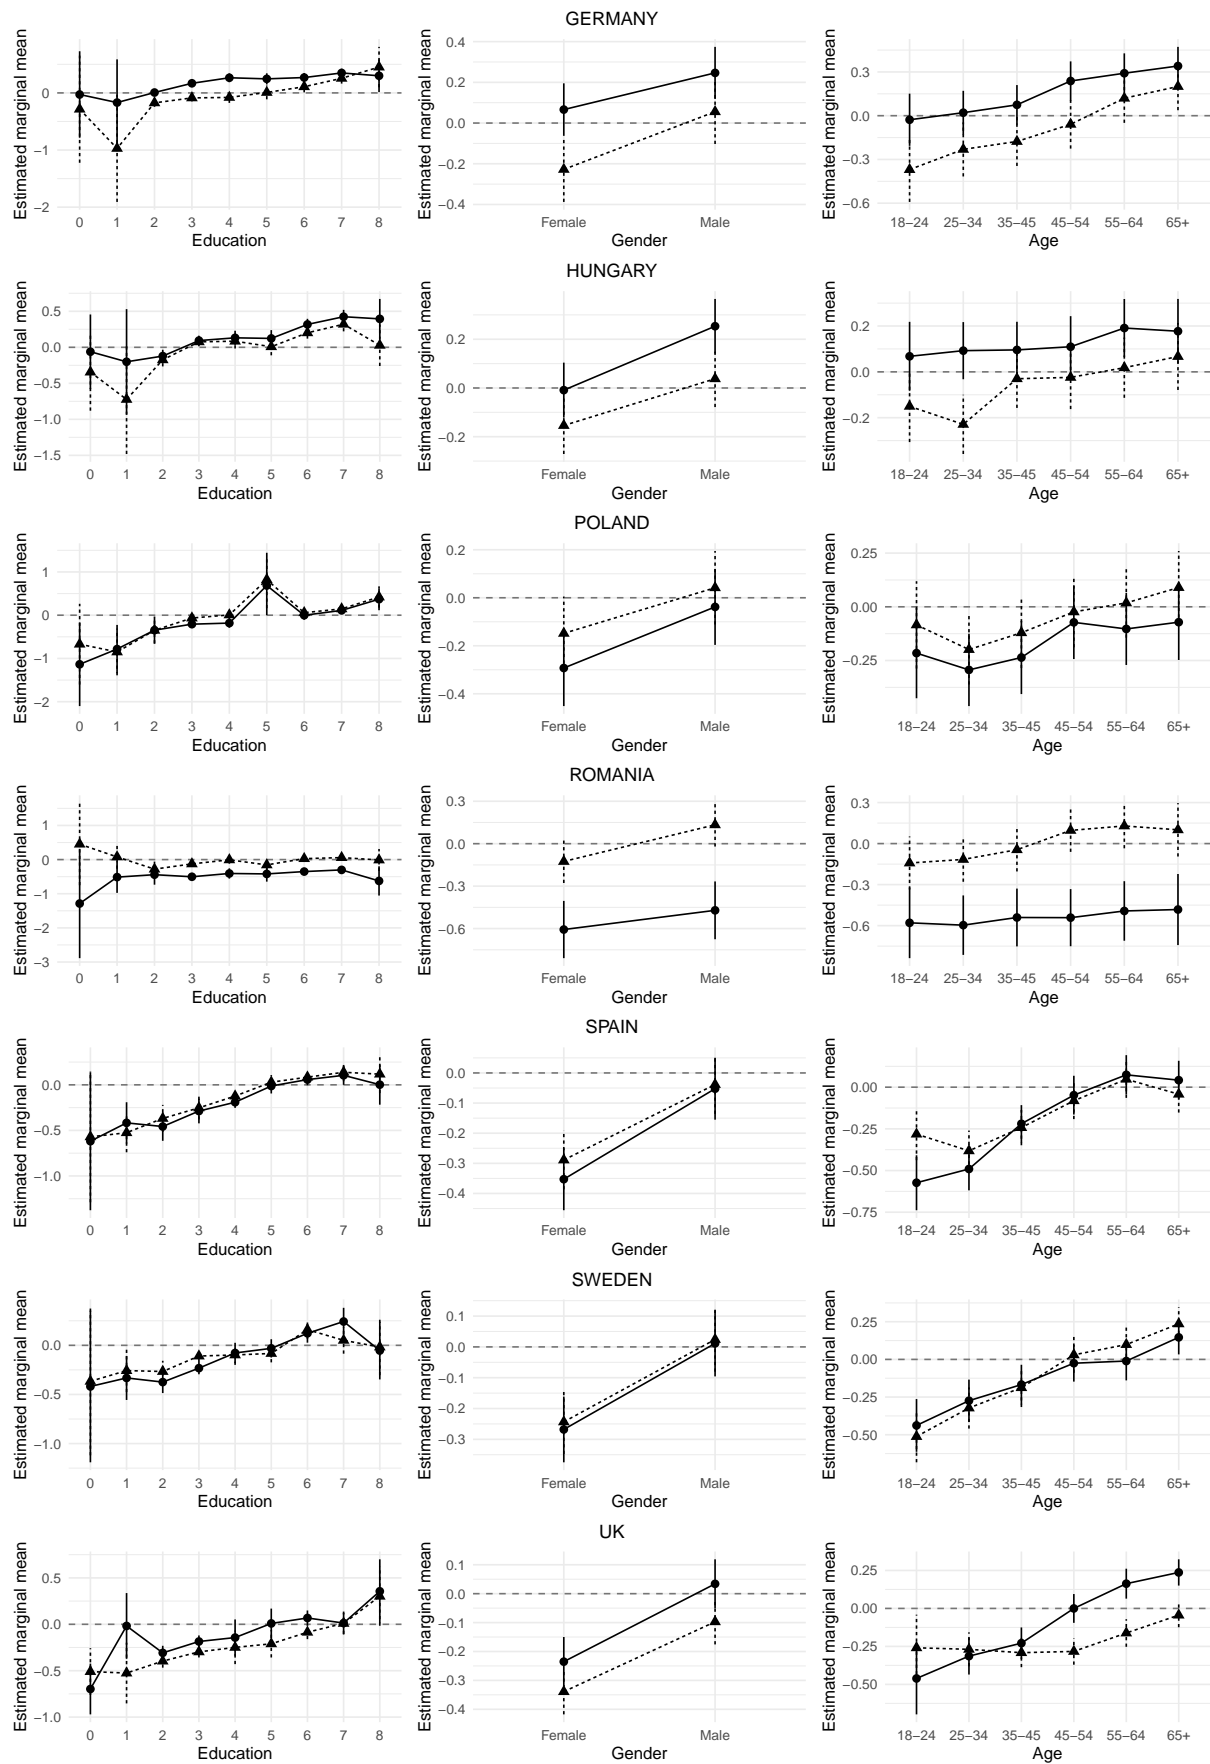 GERMANY
Estimated marginal mean
0
−1
−2
0 1 2 3 4 5 6 7 8
Education
Estimated marginal mean
0.4
0.2
0.0
−0.2
−0.4
Female Male
Gender
Estimated marginal mean
0.3
0.0
−0.3
−0.6
18−24 25−34 35−45 45−54 55−64 65+
Age
HUNGARY
Estimated marginal mean
0.5
0.0
−0.5
−1.0
−1.5
0 1 2 3 4 5 6 7 8
Education
Estimated marginal mean
0.2
0.0
−0.2
Female Male
Gender
Estimated marginal mean
0.2
0.0
−0.2
18−24 25−34 35−45 45−54 55−64 65+
Age
POLAND
Estimated marginal mean
1
0
−1
−2
0 1 2 3 4 5 6 7 8
Education
Estimated marginal mean
0.2
0.0
−0.2
−0.4
Female Male
Gender
Estimated marginal mean
0.25
0.00
−0.25
18−24 25−34 35−45 45−54 55−64 65+
Age
ROMANIA
Estimated marginal mean
1
0
−1
−2
−3
0 1 2 3 4 5 6 7 8
Education
Estimated marginal mean
0.3
0.0
−0.3
−0.6
Female Male
Gender
Estimated marginal mean
0.3
0.0
−0.3
−0.6
18−24 25−34 35−45 45−54 55−64 65+
Age
SPAIN
Estimated marginal mean
0.0
−0.5
−1.0
0 1 2 3 4 5 6 7 8
Education
Estimated marginal mean
0.0
−0.1
−0.2
−0.3
−0.4
Female Male
Gender
Estimated marginal mean
0.00
−0.25
−0.50
−0.75
18−24 25−34 35−45 45−54 55−64 65+
Age
SWEDEN
Estimated marginal mean
0.0
−0.5
−1.0
0 1 2 3 4 5 6 7 8
Education
Estimated marginal mean
0.1
0.0
−0.1
−0.2
−0.3
Female Male
Gender
Estimated marginal mean
0.25
0.00
−0.25
−0.50
18−24 25−34 35−45 45−54 55−64 65+
Age
UK
Estimated marginal mean
0.5
0.0
−0.5
−1.0
0 1 2 3 4 5 6 7 8
Education
Estimated marginal mean
0.1
0.0
−0.1
−0.2
−0.3
−0.4
Female Male
Gender
Estimated marginal mean
0.25
0.00
−0.25
−0.50
18−24 25−34 35−45 45−54 55−64 65+
Age